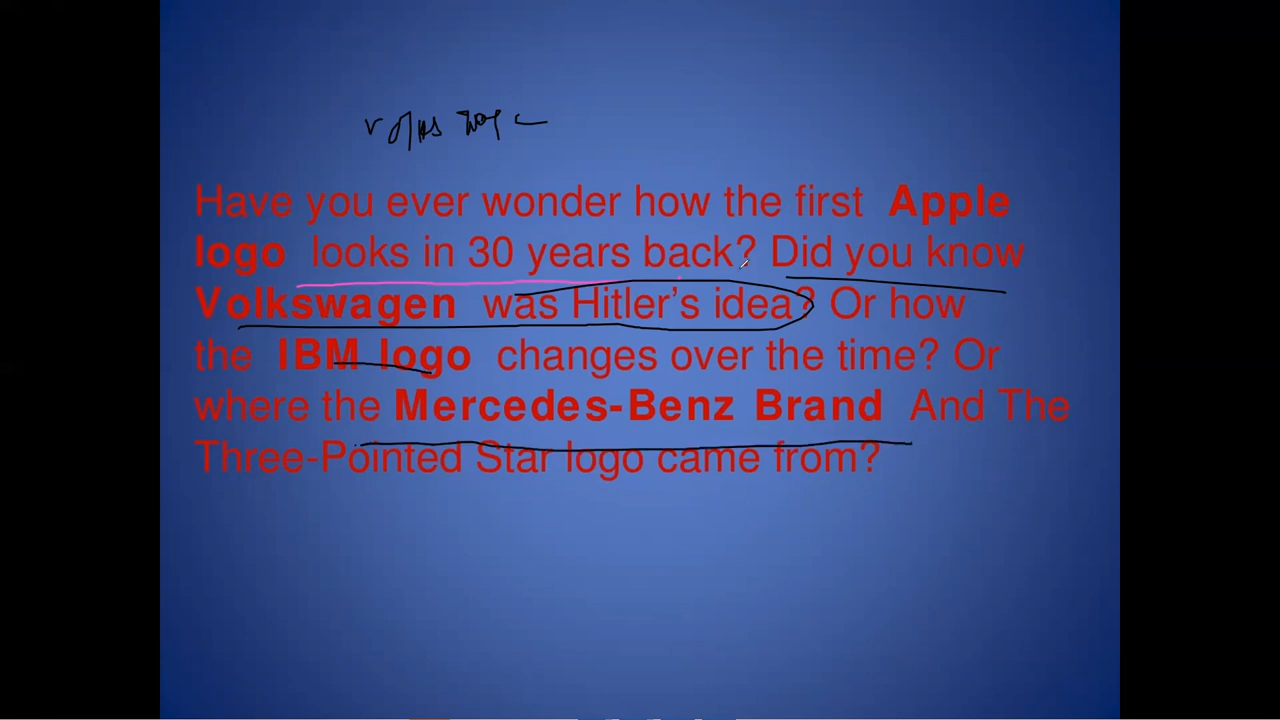 Have you ever wonder how the first Apple
logo looks in 30 years back? Did you know
Volkswagen was Hitler’s idea? Or how
the IBM logo changes over the time? Or
where the Mercedes-Benz Brand And The
Three-Pointed Star logo came from?